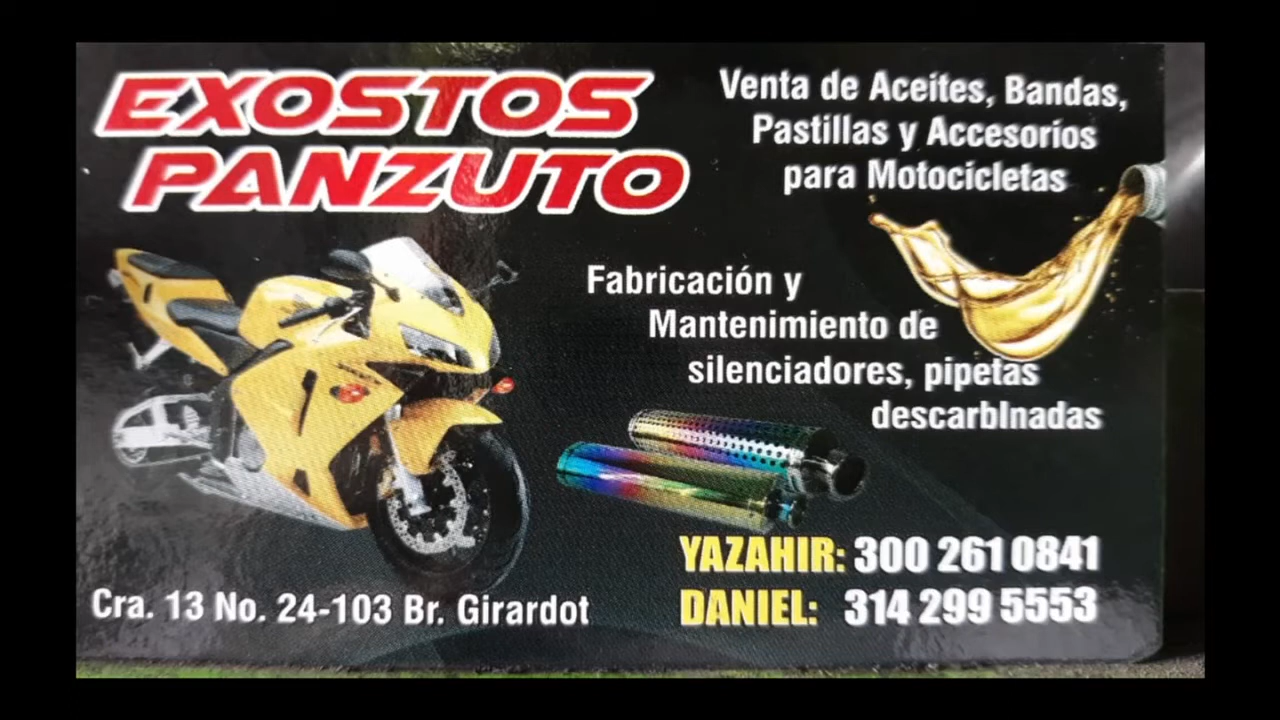 EXOSTOS
PANZUTO
Venta de Aceites, Bandas,
Pastillas y Accesorios
para Motocicletas
Fabricación y
Mantenimiento de
silenciadores, pipetas
descarbInadas
YAZAHIR: 300 261 0841
DANIEL: 314 299 5553
Cra. 13 No. 24-103 Br. Girardot